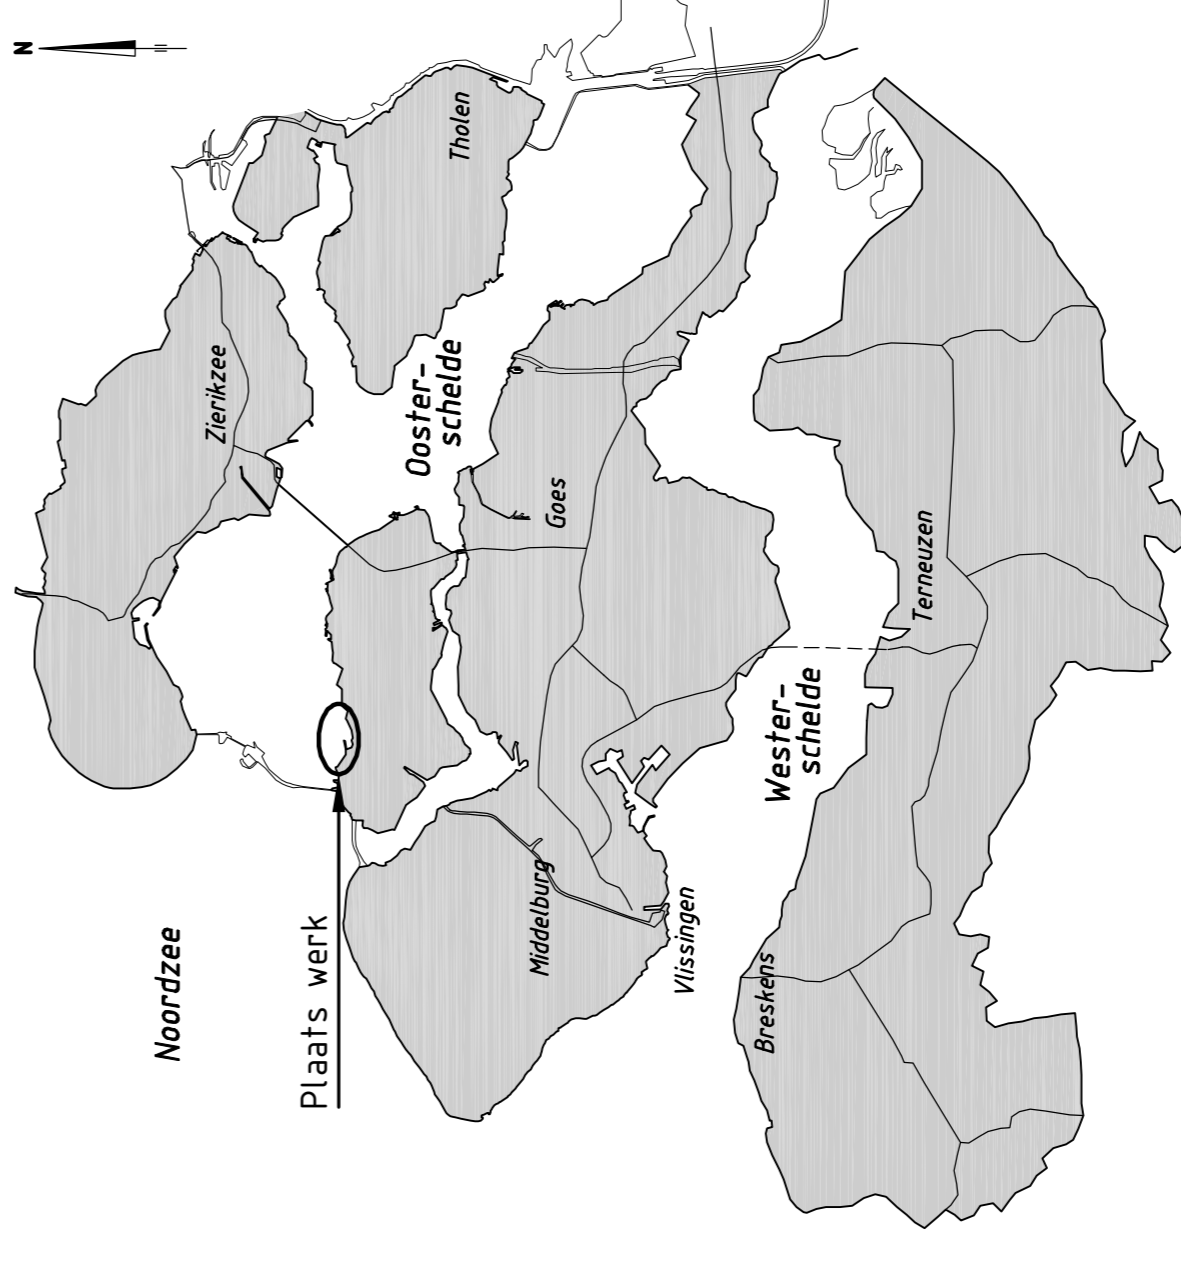 N
Noordzee
Plaats werk
Zierikzee
Tholen
Ooster-
schelde
Goes
Middelburg
Vlissingen
Wester-
schelde
Terneuzen
Breskens